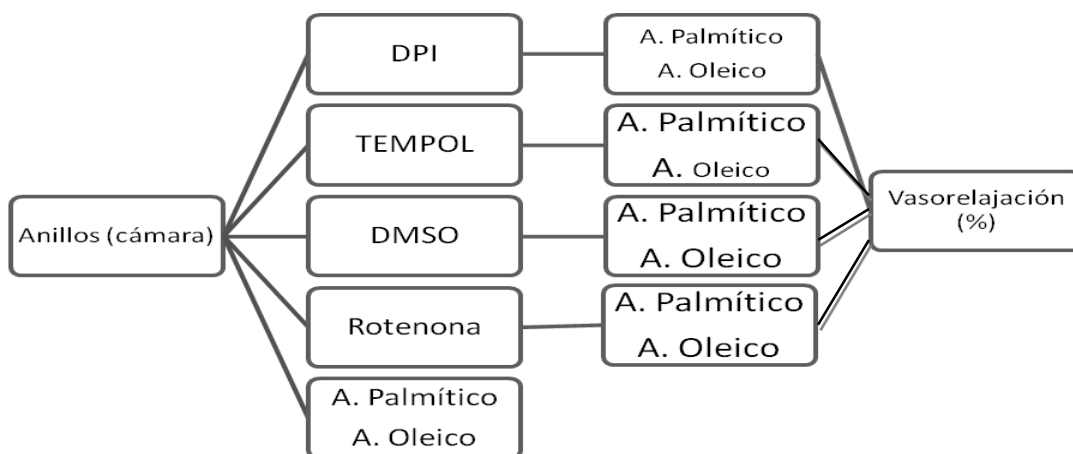 DPI
A. Palmítico
A. Oleico
TEMPOL
A. Palmítico
A. Oleico
Anillos (cámara)
Vasorelajación
(%)
DMSO
A. Palmítico
A. Oleico
Rotenona
A. Palmítico
A. Oleico
A. Palmítico
A. Oleico